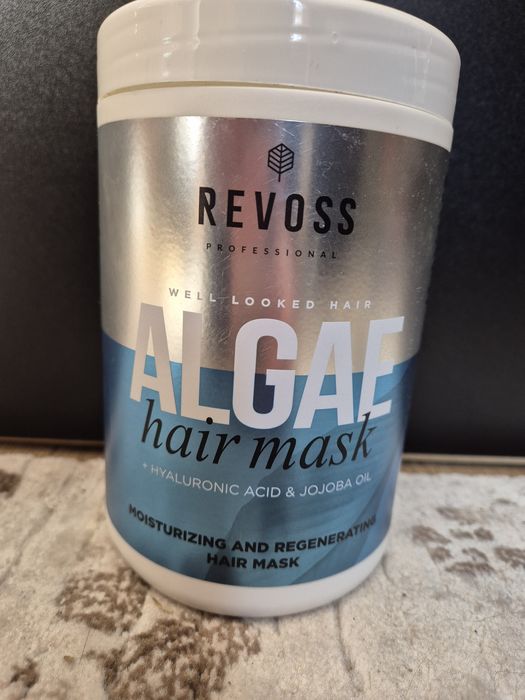 REVOSS
PROFESSIONAL
WELL LOOKED HAIR
ALGAE
hair mask
+ HYALURONIC ACID & JOJOBA OIL
MOISTURIZING AND REGENERATING
HAIR MASK